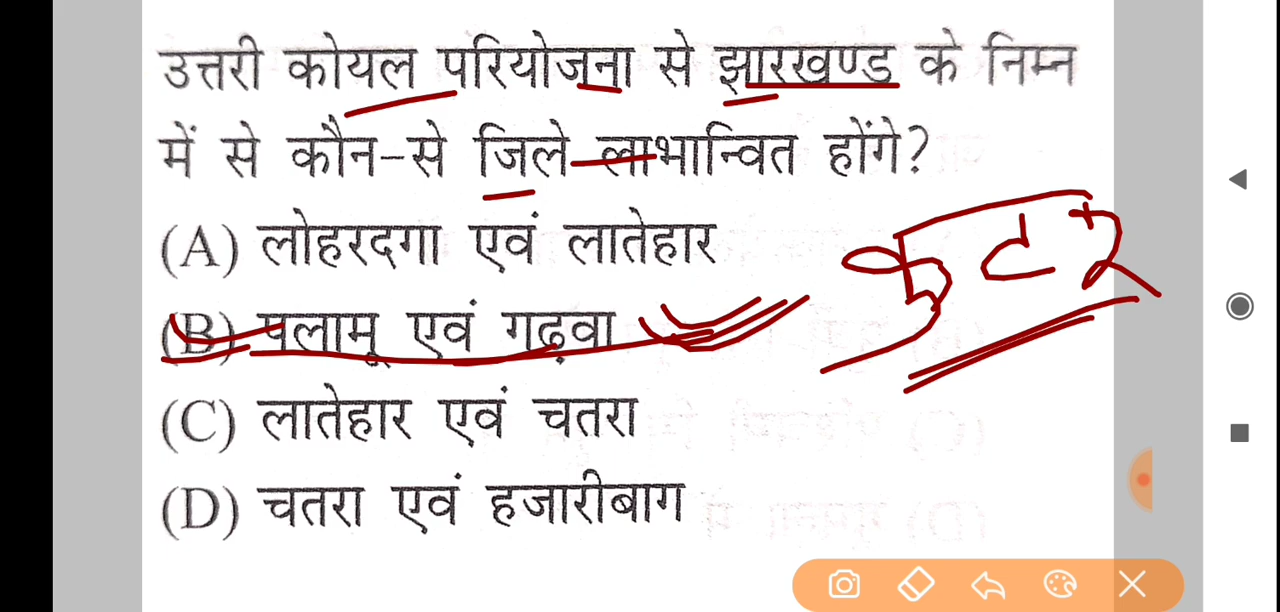 उत्तरी कोयल परियोजना से झारखण्ड के निम्न
में से कौन-से जिले लाभान्वित होंगे?
(A) लोहरदगा एवं लातेहार
(B) पलामू एवं गढ़वा
(C) लातेहार एवं चतरा
(D) चतरा एवं हजारीबाग